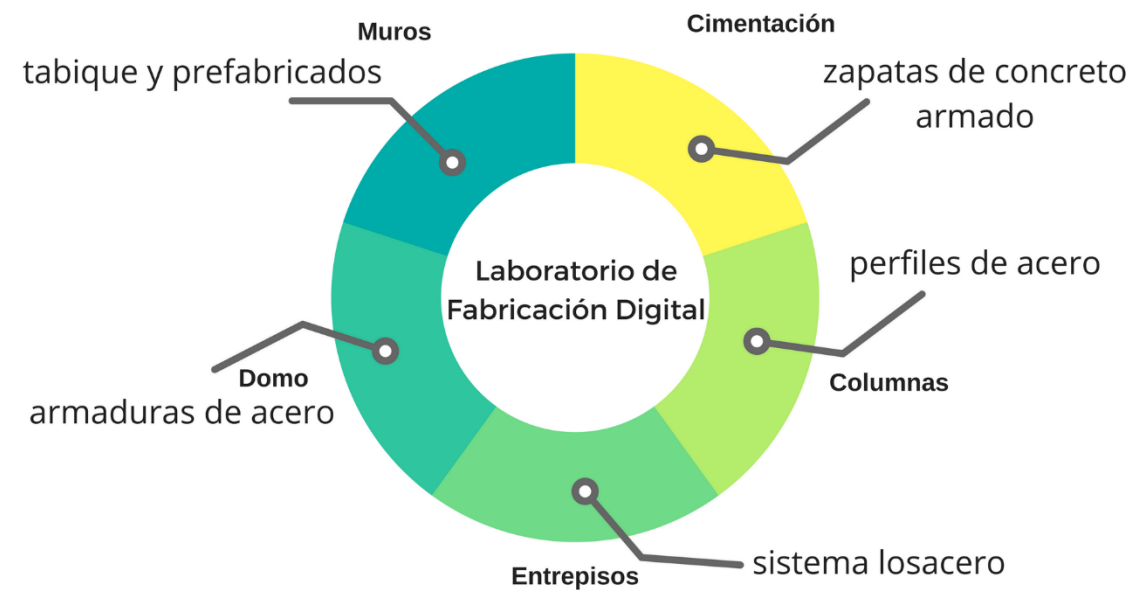 Muros
tabique y prefabricados
Cimentación
zapatas de concreto
armado
Laboratorio de
Fabricación Digital
perfiles de acero
Columnas
Domo
armaduras de acero
Entrepisos
sistema losacero